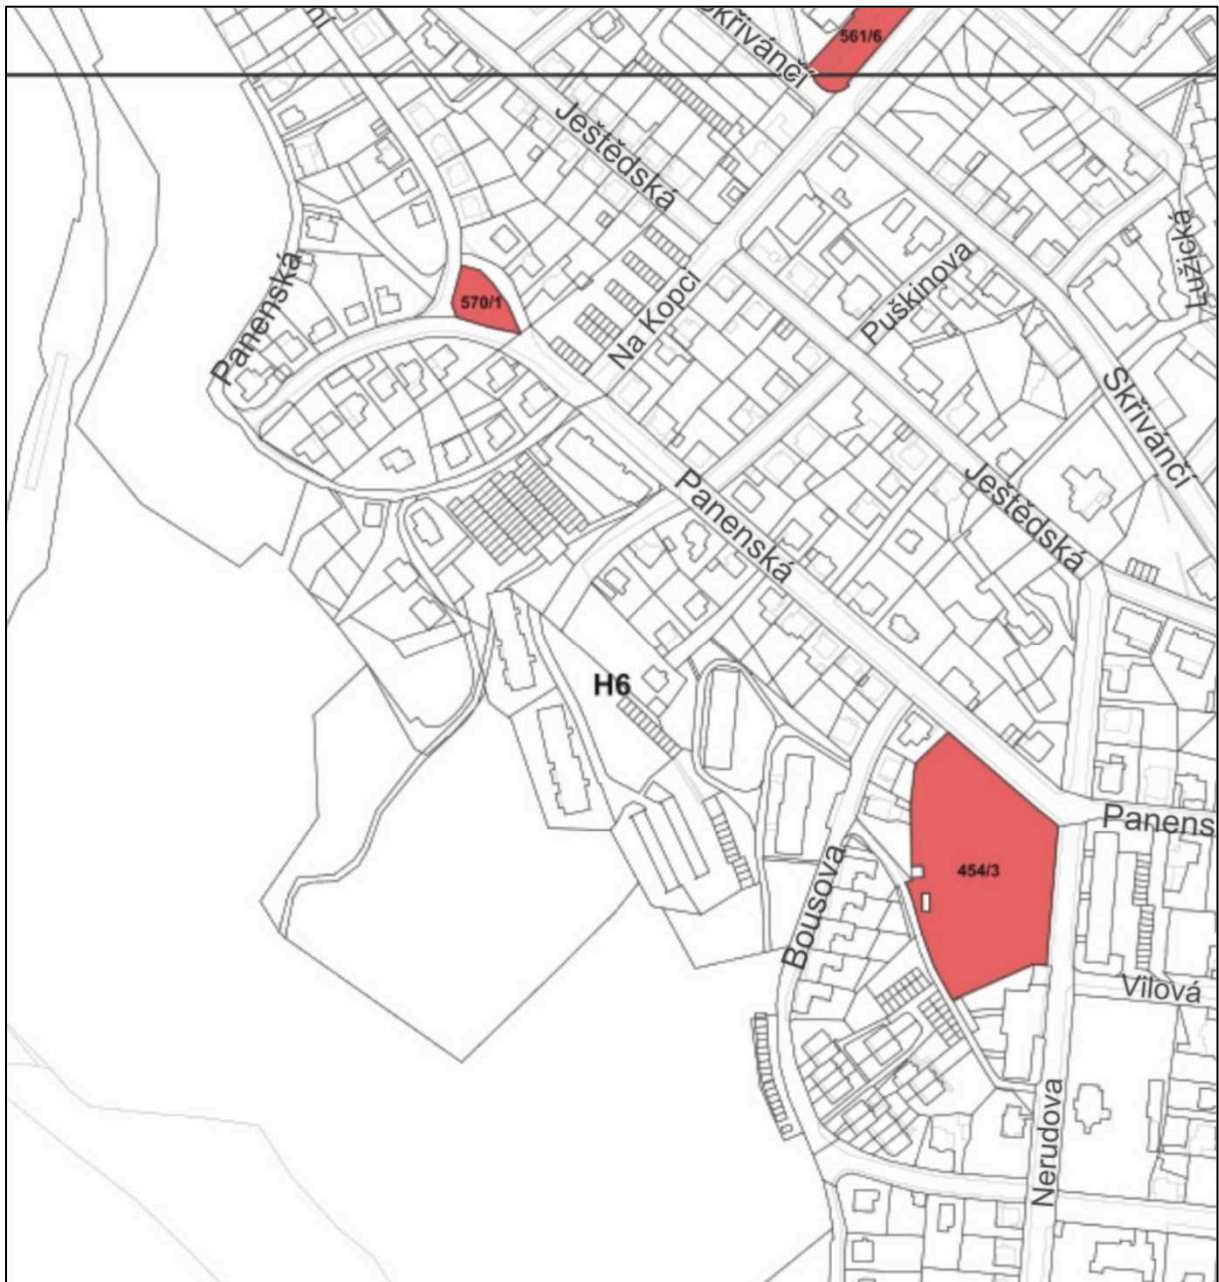 ní
Skřivánčí
561/6
Ještědská
Lužická
Panenská
570/1
Na Kopci
Puškinova
Skřivánčí
Ještědská
Panenská
H6
454/3
Panens
Bousova
Vilová
Nerudova